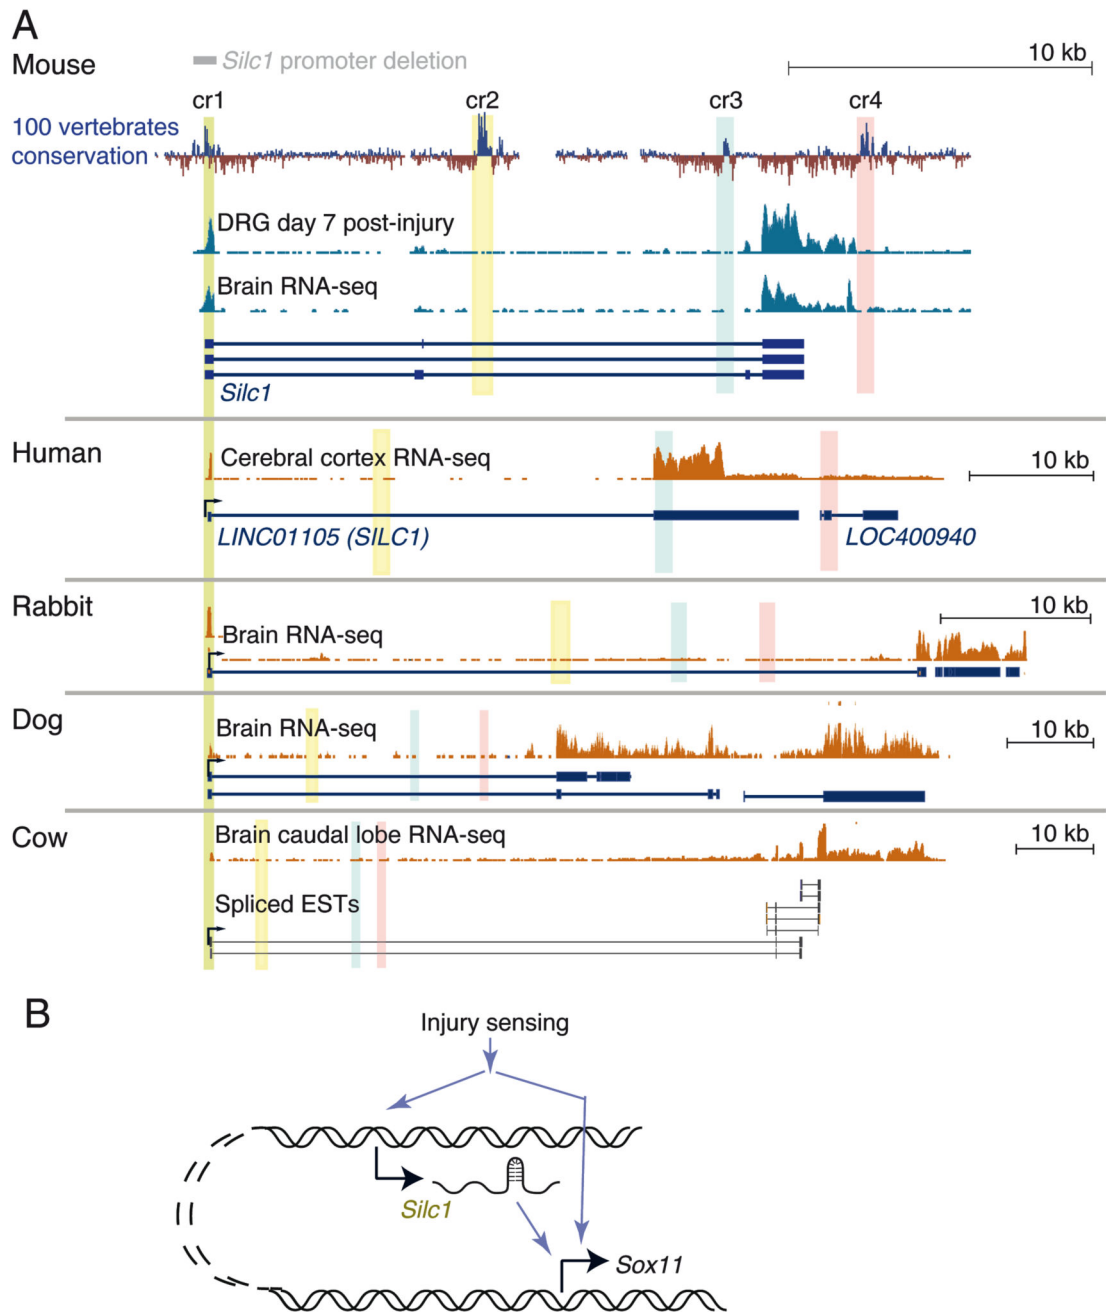 A
Mouse
Silc1 promoter deletion
10 kb
cr1 cr2 cr3 cr4
100 vertebrates
conservation
DRG day 7 post-injury
Brain RNA-seq
Silc1
Human
Cerebral cortex RNA-seq
10 kb
LINC01105 (SILC1)
LOC400940
Rabbit
10 kb
Brain RNA-seq
Dog
Brain RNA-seq
10 kb
Cow
Brain caudal lobe RNA-seq
10 kb
Spliced ESTs
B
Injury sensing
Silc1
Sox11